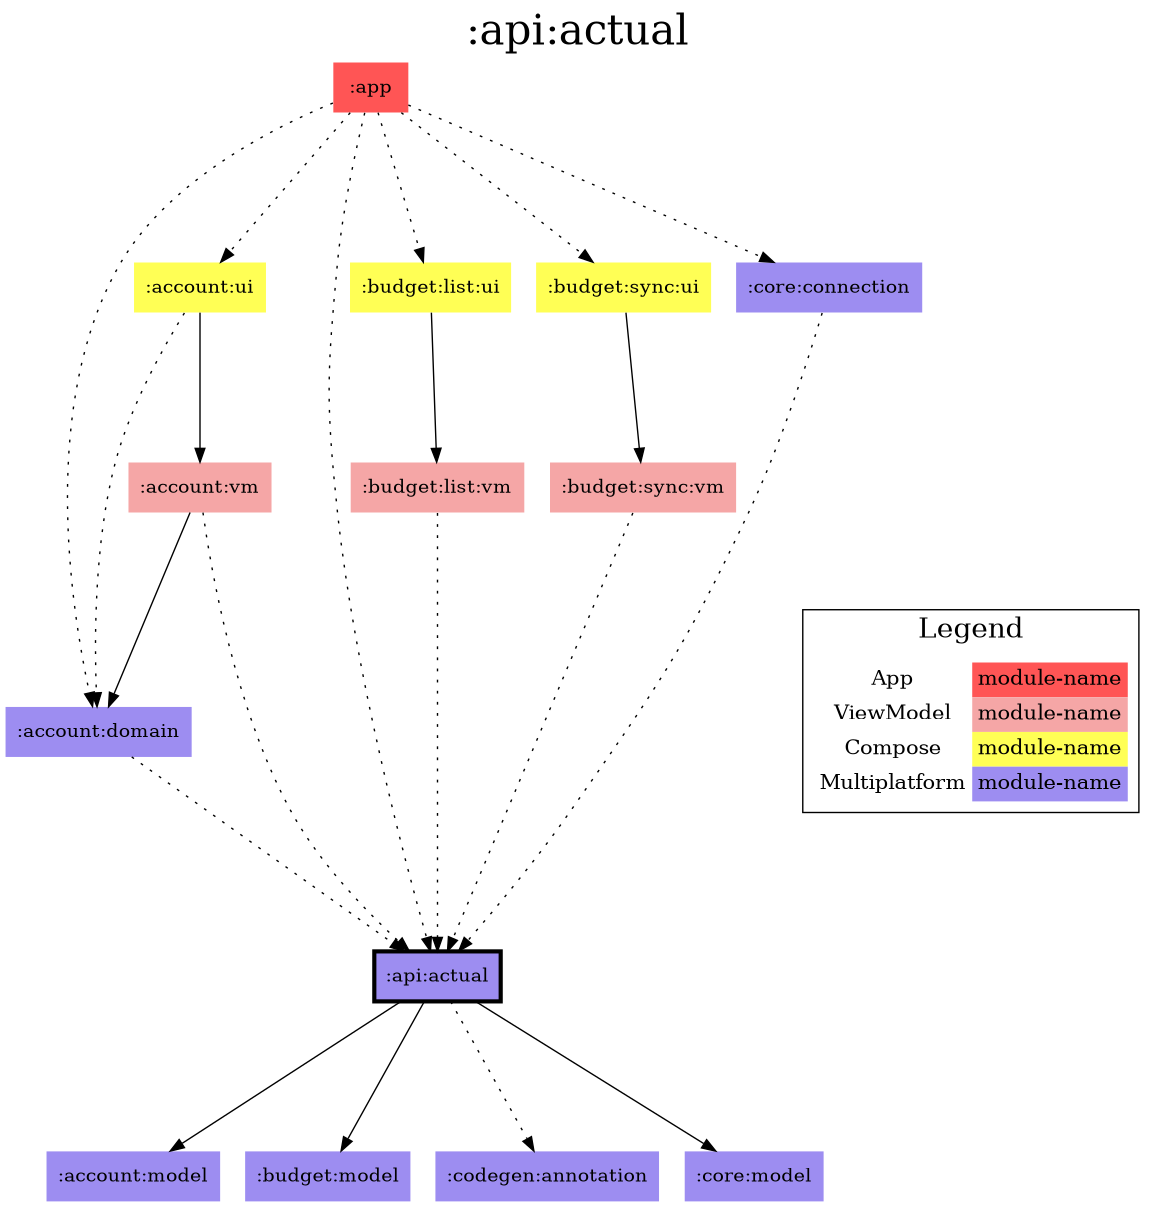 :api:actual
:app
:account:ui
:budget:list:ui
:budget:sync:ui
:core:connection
:account:vm
:budget:list:vm
:budget:sync:vm
Legend
App module-name
ViewModel module-name
Compose module-name
Multiplatform module-name
:account:domain
:api:actual
:account:model
:budget:model
:codegen:annotation
:core:model